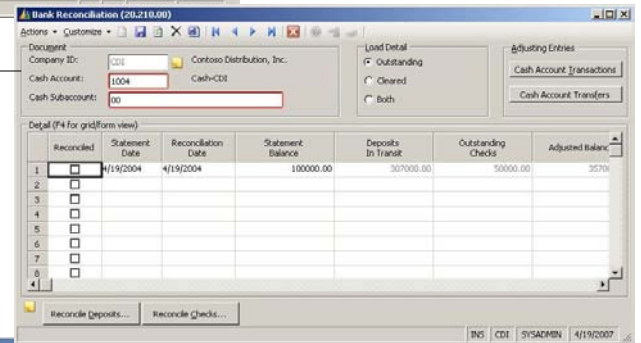 Bank Reconciliation (20.210.00)
Actions Customize
Document
Load Detail
Adjusting Entries
Company ID: CDI Contoso Distribution, Inc.
Outstanding
Cash Account Transactions
Cash Account: 1004 Cash-CDI
Cleared
Cash Subaccount: 00
Both
Cash Account Transfers
Detail (F4 for grid/form view)
Reconciled Statement Date Reconciliation Date Statement Balance Deposits In Transit Outstanding Checks Adjusted Balanc
1 4/19/2004 4/19/2004 100000.00 307000.00 50000.00 3570
2
3
4
5
6
7
8
Reconcile Deposits... Reconcile Checks...
INS CDI SYSADMIN 4/19/2007